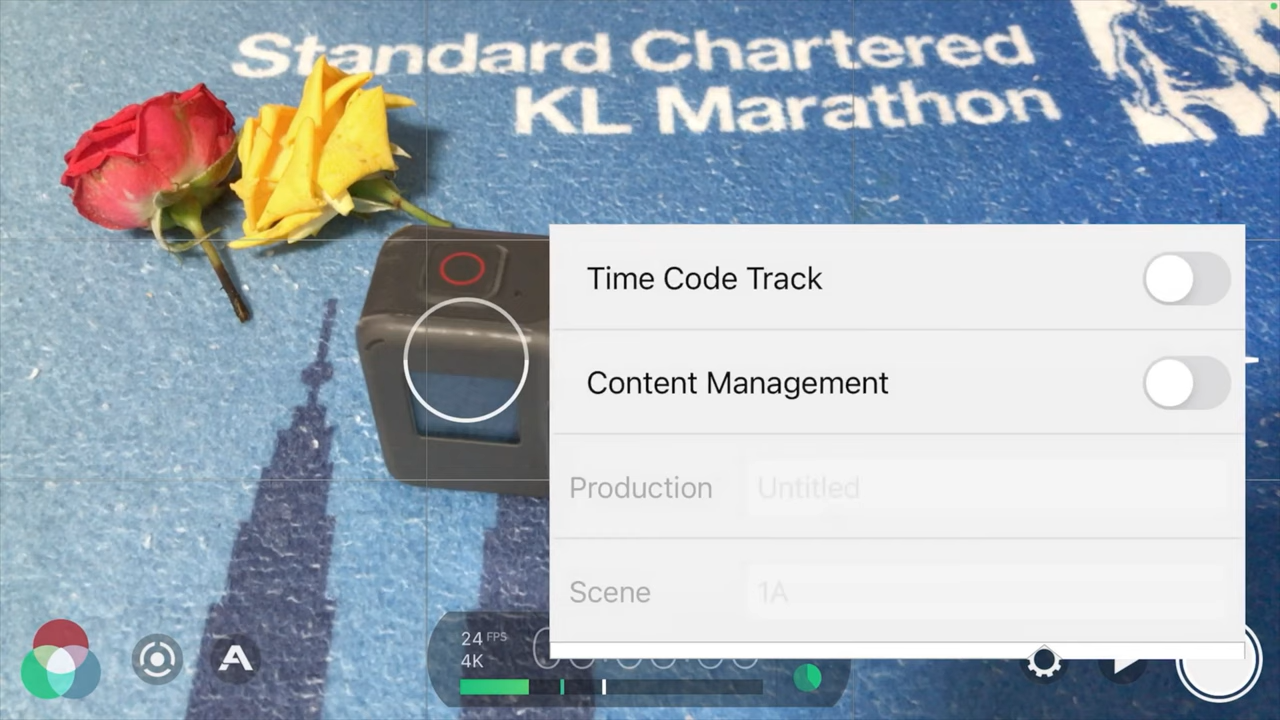 Standard Chartered
KL Marathon
Time Code Track
Content Management
Production Untitled
Scene 1A
24 FPS
4K